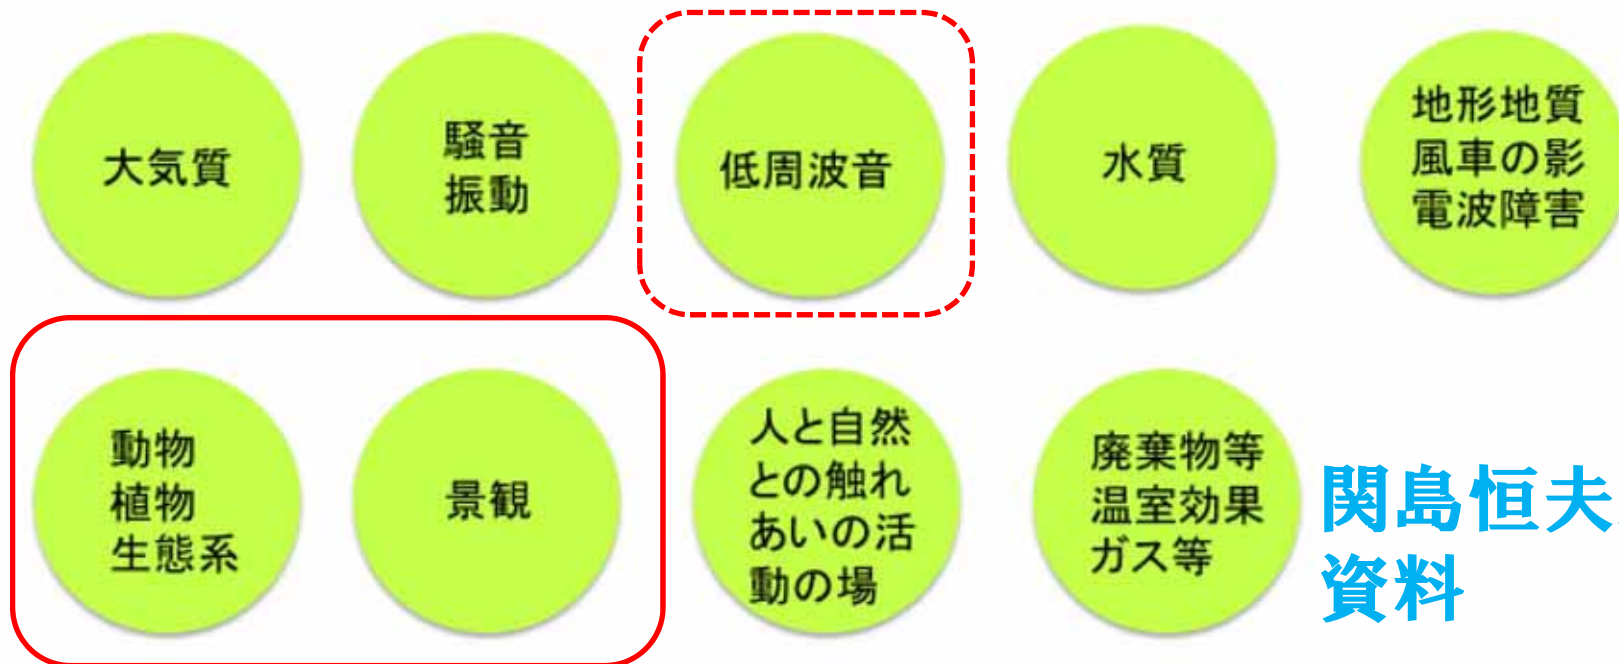 大気質
騒音
振動
低周波音
水質
地形地質
風車の影
電波障害
動物
植物
生態系
景観
人と自然
との触れ
あいの活
動の場
廃棄物等
温室効果
ガス等
関島恒夫
資料